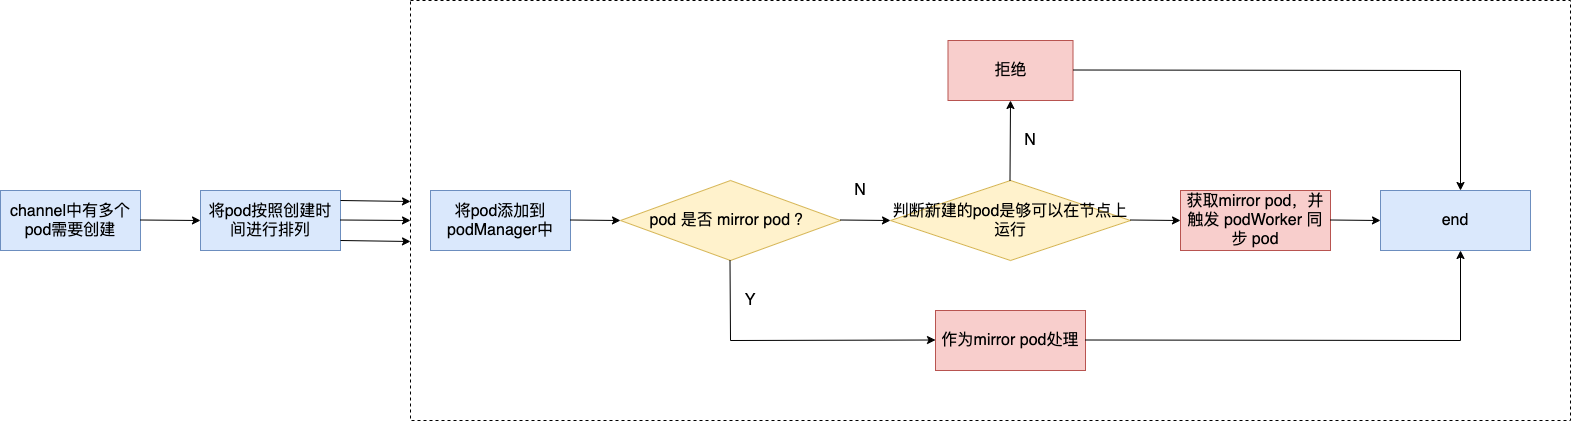 channel中有多个
pod需要创建
将pod按照创建时
间进行排列
将pod添加到
podManager中
pod 是否 mirror pod ?
N
Y
判断新建的pod是够可以在节点上
运行
N
拒绝
获取mirror pod，并
触发 podWorker 同
步 pod
作为mirror pod处理
end